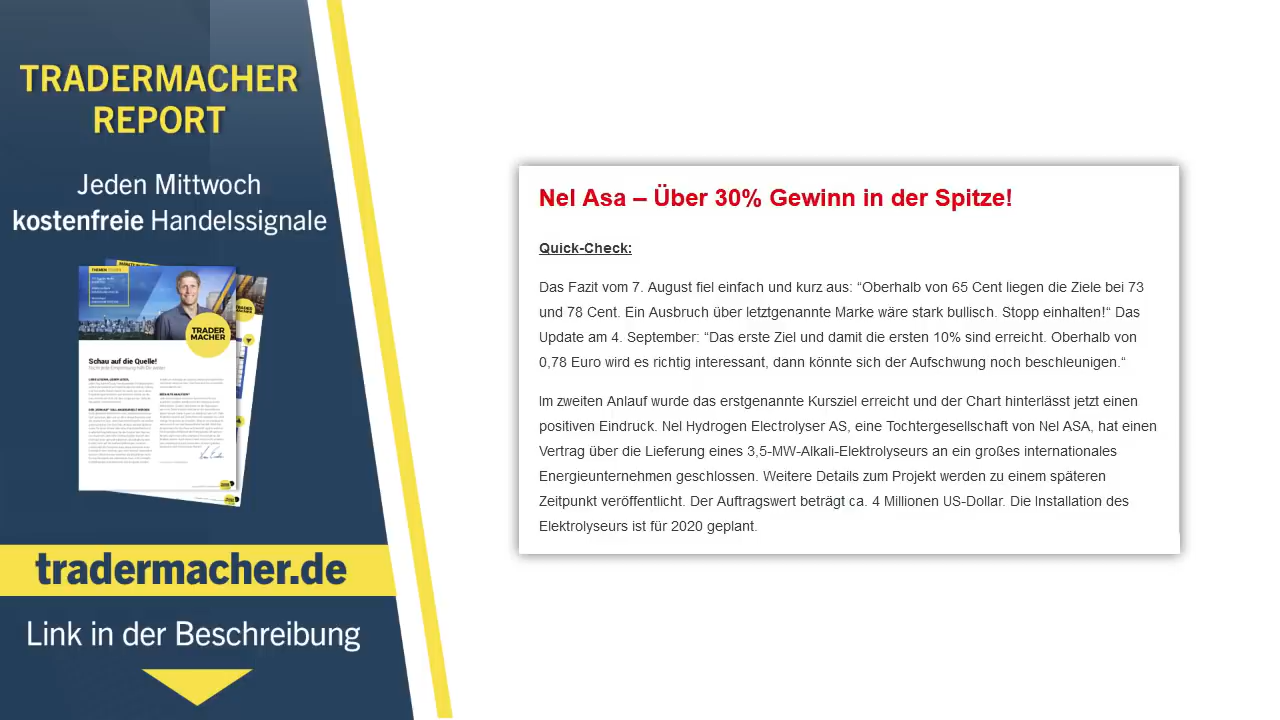 TRADERMACHER
REPORT
Jeden Mittwoch
kostenfreie Handelssignale
TRADER
MACHER
Schau auf die Quelle!
tradermacher.de
Link in der Beschreibung
Nel Asa – Über 30% Gewinn in der Spitze!
Quick-Check:
Das Fazit vom 7. August fiel einfach und kurz aus: “Oberhalb von 65 Cent liegen die Ziele bei 73
und 78 Cent. Ein Ausbruch über letztgenannte Marke wäre stark bullisch. Stopp einhalten!“ Das
Update am 4. September: “Das erste Ziel und damit die ersten 10% sind erreicht. Oberhalb von
0,78 Euro wird es richtig interessant, dann könnte sich der Aufschwung noch beschleunigen.“
Im zweiten Anlauf wurde das erstgenannte Kursziel erreicht und der Chart hinterlässt jetzt einen
positiven Eindruck. Nel Hydrogen Electrolyser AS, eine Tochtergesellschaft von Nel ASA, hat einen
Vertrag über die Lieferung eines 3,5-MW-Alkali-Elektrolyseurs an ein großes internationales
Energieunternehmen geschlossen. Weitere Details zum Projekt werden zu einem späteren
Zeitpunkt veröffentlicht. Der Auftragswert beträgt ca. 4 Millionen US-Dollar. Die Installation des
Elektrolyseurs ist für 2020 geplant.